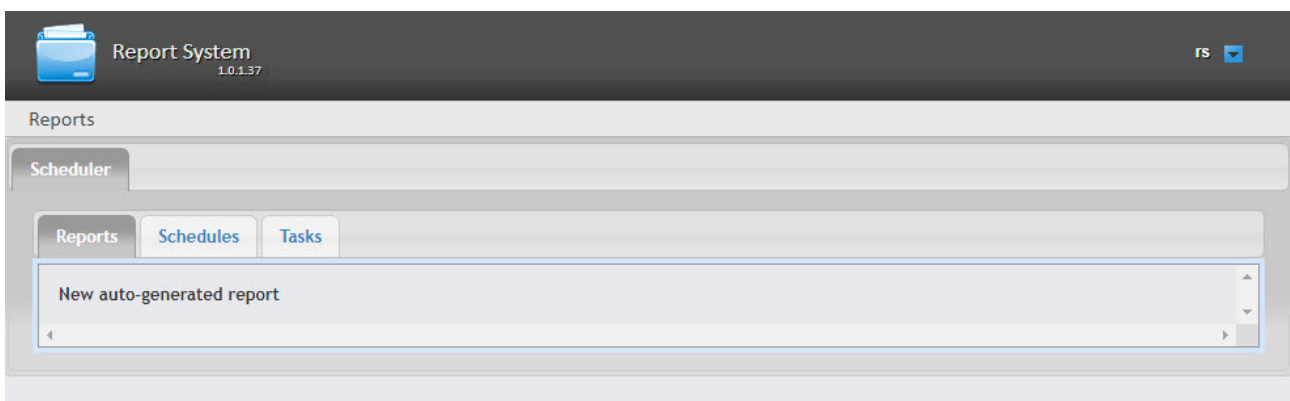 Report System
1.0.1.37
rs
Reports
Scheduler
Reports Schedules Tasks
New auto-generated report